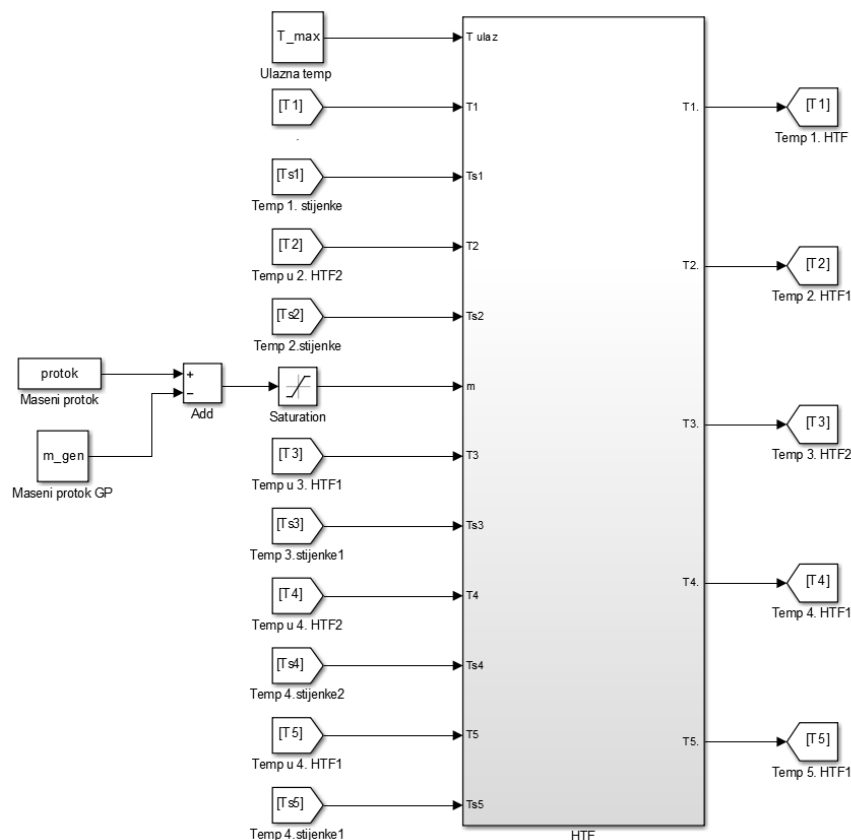 T_max
Ulazna temp
[T1]
.
[Ts1]
Temp 1. stijenke
[T2]
Temp u 2. HTF2
[Ts2]
Temp 2.stijenke
protok
Maseni protok
m_gen
Maseni protok GP
+
−
Add
Saturation
[T3]
Temp u 3. HTF1
[Ts3]
Temp 3.stijenke1
[T4]
Temp u 4. HTF2
[Ts4]
Temp 4.stijenke2
[T5]
Temp u 4. HTF1
[Ts5]
Temp 4.stijenke1
T ulaz
T1
Ts1
T2
Ts2
m
T3
Ts3
T4
Ts4
T5
Ts5
HTF
T1.
T2.
T3.
T4.
T5.
[T1]
Temp 1. HTF
[T2]
Temp 2. HTF1
[T3]
Temp 3. HTF2
[T4]
Temp 4. HTF1
[T5]
Temp 5. HTF1